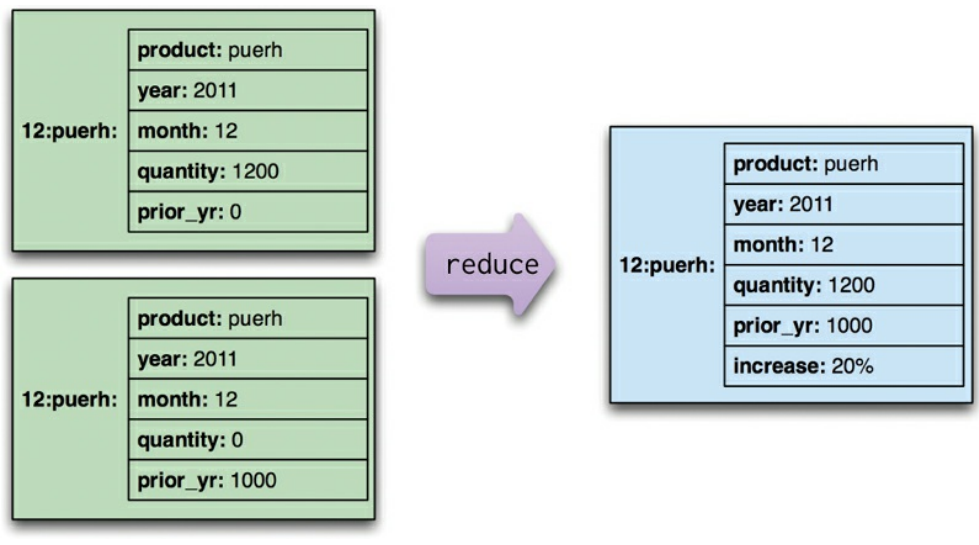 12:puerh:
product: puerh
year: 2011
month: 12
quantity: 1200
prior_yr: 0
12:puerh:
product: puerh
year: 2011
month: 12
quantity: 0
prior_yr: 1000
reduce
12:puerh:
product: puerh
year: 2011
month: 12
quantity: 1200
prior_yr: 1000
increase: 20%